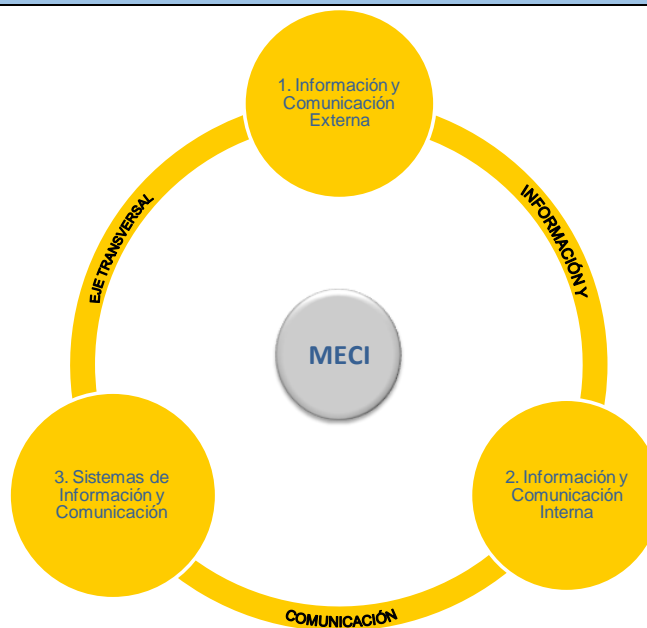 1. Información y
Comunicación
Externa
EJE TRANSVERSAL
INFORMACIÓN Y
MECI
3. Sistemas de
Información y
Comunicación
2. Información y
Comunicación
Interna
COMUNICACIÓN